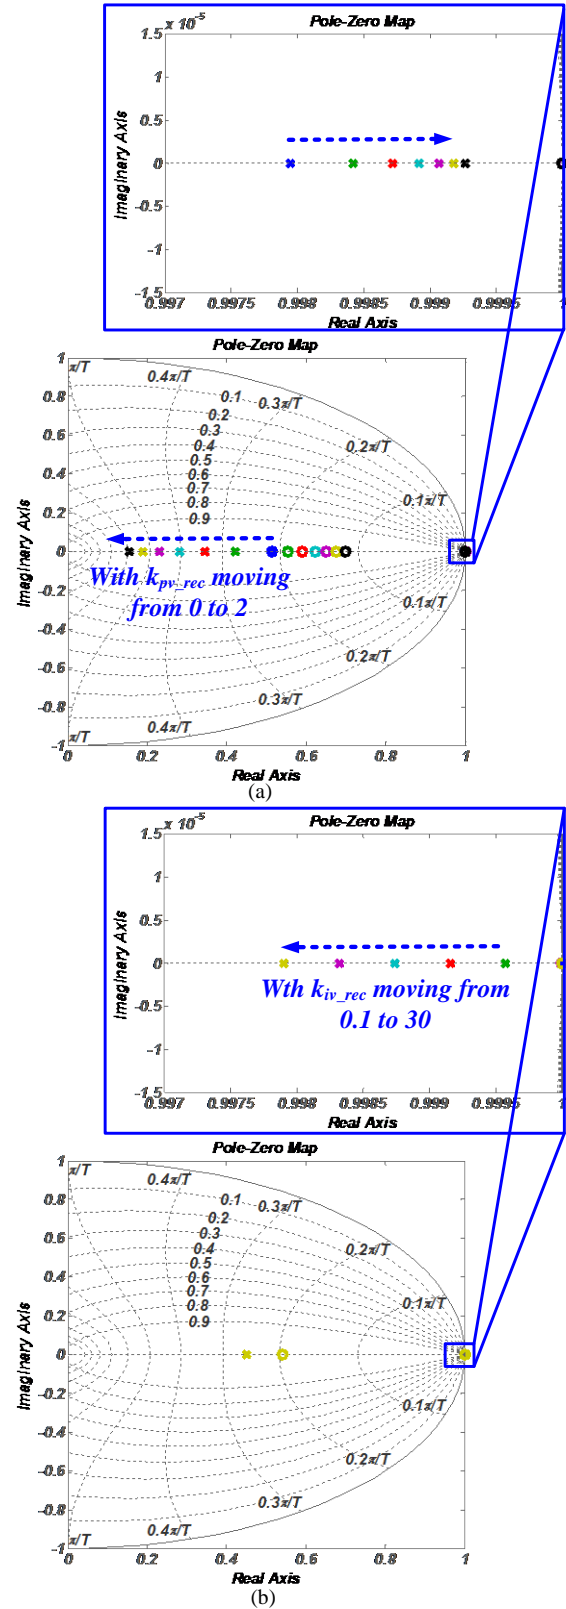 Pole-Zero Map
x 10^-5
1.5
1
0.5
0
-0.5
-1
-1.5
Imaginary Axis
0.997 0.9975 0.998 0.9985 0.999 0.9995 1
Real Axis
Pole-Zero Map
1
0.8
0.6
0.4
0.2
0
-0.2
-0.4
-0.6
-0.8
-1
Imaginary Axis
π/T
0.4π/T
0.3π/T
0.2π/T
0.1π/T
0.1
0.2
0.3
0.4
0.5
0.6
0.7
0.8
0.9
With k_pv_rec moving
from 0 to 2
0.1π/T
0.2π/T
0.3π/T
0.4π/T
π/T
0 0.2 0.4 0.6 0.8 1
Real Axis
(a)
Pole-Zero Map
x 10^-5
1.5
1
0.5
0
-0.5
-1
-1.5
Imaginary Axis
Wth k_iv_rec moving from
0.1 to 30
0.997 0.9975 0.998 0.9985 0.999 0.9995 1
Real Axis
Pole-Zero Map
1
0.8
0.6
0.4
0.2
0
-0.2
-0.4
-0.6
-0.8
-1
Imaginary Axis
π/T
0.4π/T
0.3π/T
0.2π/T
0.1π/T
0.1
0.2
0.3
0.4
0.5
0.6
0.7
0.8
0.9
0.1π/T
0.2π/T
0.3π/T
0.4π/T
π/T
0 0.2 0.4 0.6 0.8 1
Real Axis
(b)